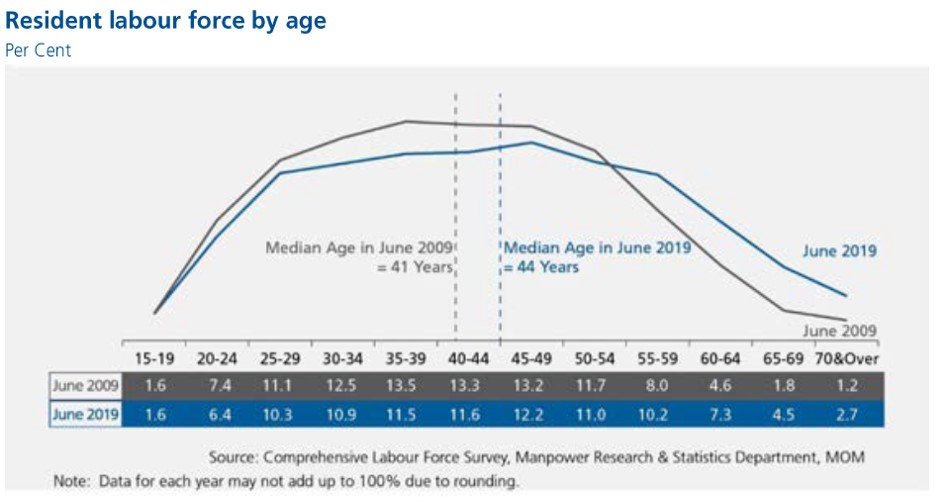 Resident labour force by age
Per Cent
Median Age in June 2009
= 41 Years
Median Age in June 2019
= 44 Years
June 2019
June 2009
15-19 20-24 25-29 30-34 35-39 40-44 45-49 50-54 55-59 60-64 65-69 70&Over
June 2009 1.6 7.4 11.1 12.5 13.5 13.3 13.2 11.7 8.0 4.6 1.8 1.2
June 2019 1.6 6.4 10.3 10.9 11.5 11.6 12.2 11.0 10.2 7.3 4.5 2.7
Source: Comprehensive Labour Force Survey, Manpower Research & Statistics Department, MOM
Note: Data for each year may not add up to 100% due to rounding.